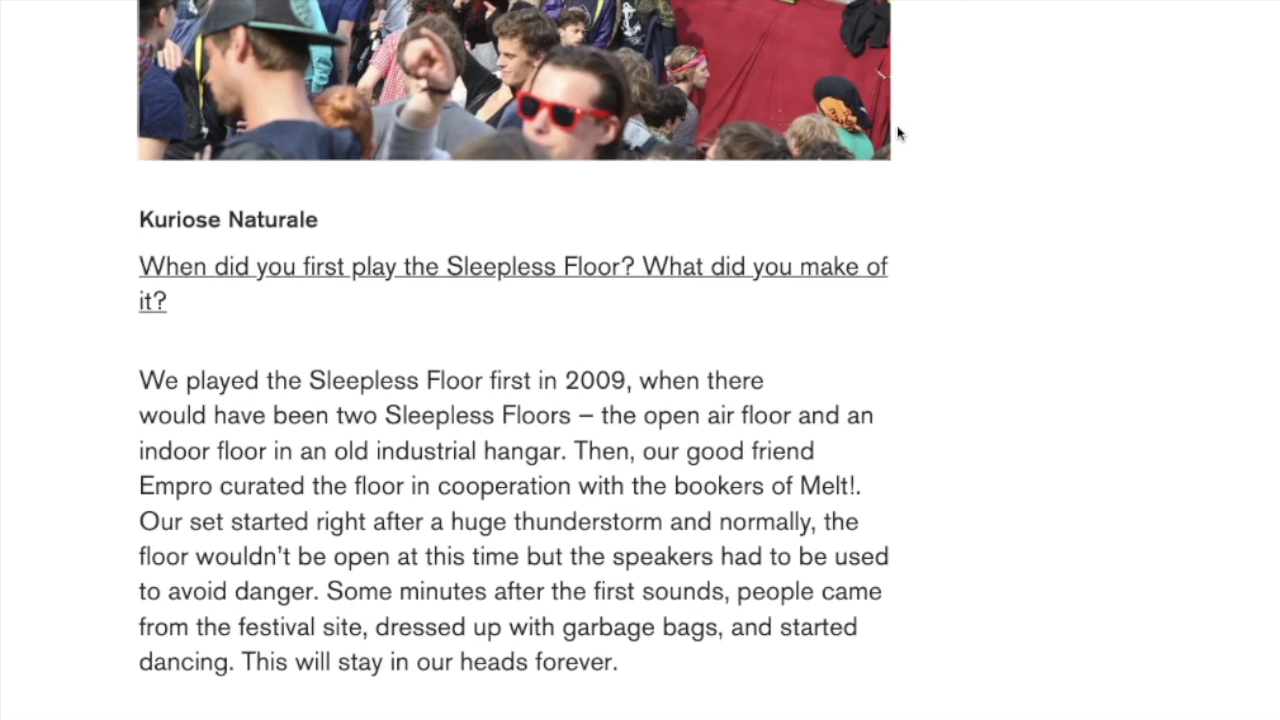 Kuriose Naturale
When did you first play the Sleepless Floor? What did you make of
it?
We played the Sleepless Floor first in 2009, when there
would have been two Sleepless Floors – the open air floor and an
indoor floor in an old industrial hangar. Then, our good friend
Empro curated the floor in cooperation with the bookers of Melt!.
Our set started right after a huge thunderstorm and normally, the
floor wouldn't be open at this time but the speakers had to be used
to avoid danger. Some minutes after the first sounds, people came
from the festival site, dressed up with garbage bags, and started
dancing. This will stay in our heads forever.